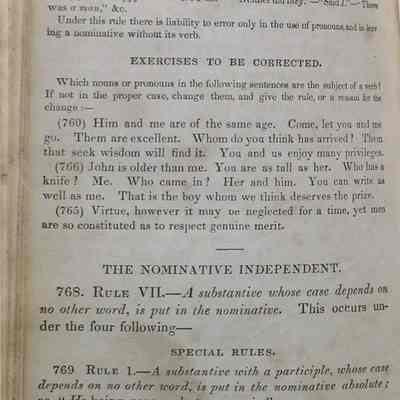 was a man," &c.
Under this rule there is liability to error only in the use of pronouns, and in leav
ing a nominative without its verb.
EXERCISES TO BE CORRECTED.
Which nouns or pronouns in the following sentences are the subject of a verb?
If not in the proper case, change them, and give the rule, or a reason for the
change:—
(760) Him and me are of the same age. Come, let you and me
go. Them are excellent. Whom do you think has arrived? Them
that seek wisdom will find it. You and us enjoy many privileges.
(766) John is older than me. You are as tall as her. Who has a
knife? Me. Who came in? Her and him. You can write as
well as me. That is the boy whom we think deserves the prize.
(765) Virtue, however it may be neglected for a time, yet men
are so constituted as to respect genuine merit.
THE NOMINATIVE INDEPENDENT.
768. RULE VII.—A substantive whose case depends on
no other word, is put in the nominative. This occurs un-
der the four following—
SPECIAL RULES.
769 RULE 1.—A substantive with a participle, whose case
depends on no other word, is put in the nominative absolute;